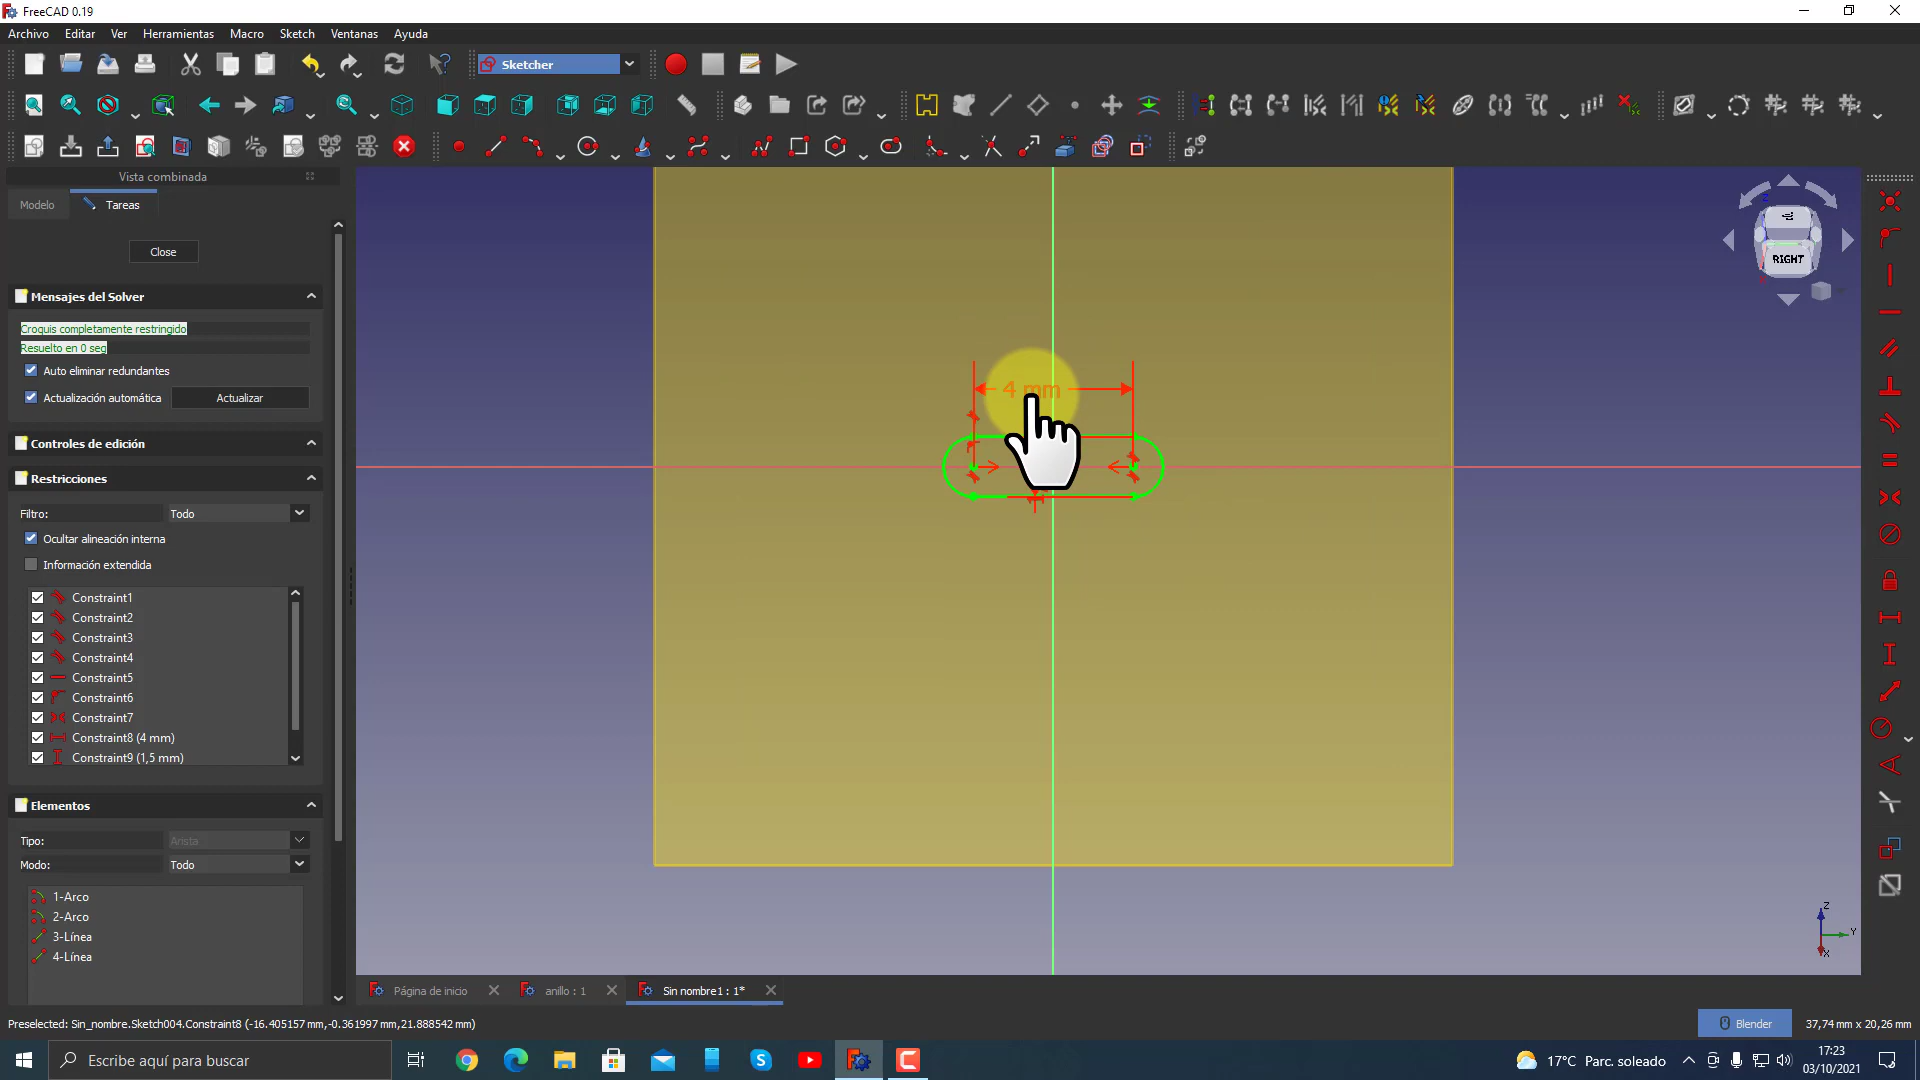 FreeCAD 0.19
Archivo Editar Ver Herramientas Macro Sketch Ventanas Ayuda
Sketcher
Vista combinada
Modelo Tareas
Close
Mensajes del Solver
Croquis completamente restringido
Resuelto en 0 seg
Auto eliminar redundantes
Actualización automática Actualizar
Controles de edición
Restricciones
Filtro: Todo
Ocultar alineación interna
Información extendida
Constraint1
Constraint2
Constraint3
Constraint4
Constraint5
Constraint6
Constraint7
Constraint8 (4 mm)
Constraint9 (1,5 mm)
Elementos
Tipo: Arista
Modo: Todo
1-Arco
2-Arco
3-Línea
4-Línea
4 mm
RIGHT
Z
Z
Y
X
Página de inicio anillo : 1 Sin nombre1 : 1*
Preselected: Sin_nombre.Sketch004.Constraint8 (-16.405157 mm,-0.361997 mm,21.888542 mm)
Blender 37,74 mm x 20,26 mm
Escribe aquí para buscar
17°C Parc. soleado
17:23
03/10/2021